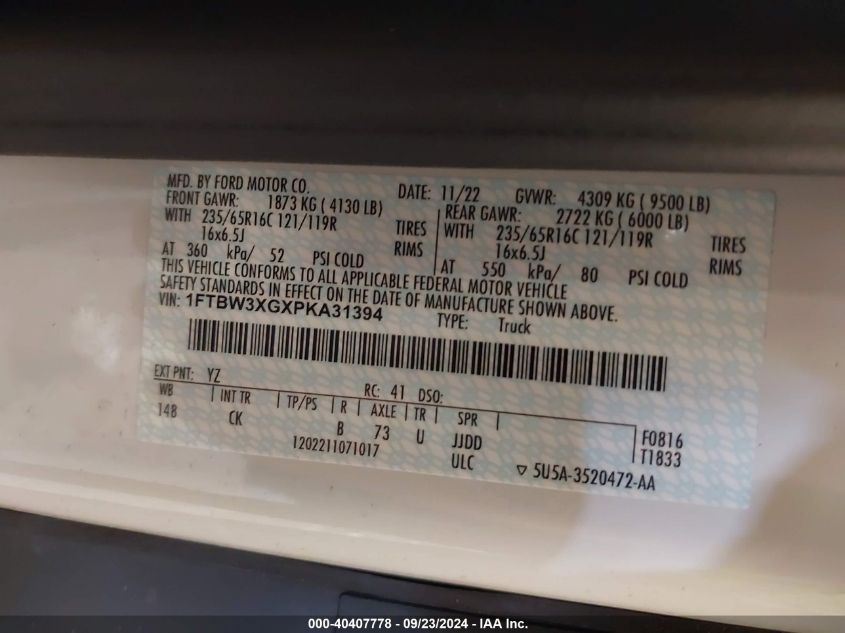 MFD. BY FORD MOTOR CO. DATE: 11/22 GVWR: 4309 KG ( 9500 LB)
FRONT GAWR: 1873 KG ( 4130 LB) REAR GAWR: 2722 KG ( 6000 LB)
WITH 235/65R16C 121/119R TIRES WITH 235/65R16C 121/119R TIRES
16x6.5J RIMS 16x6.5J RIMS
AT 360 kPa/ 52 PSI COLD AT 550 kPa/ 80 PSI COLD
THIS VEHICLE CONFORMS TO ALL APPLICABLE FEDERAL MOTOR VEHICLE
SAFETY STANDARDS IN EFFECT ON THE DATE OF MANUFACTURE SHOWN ABOVE.
VIN: 1FTBW3XGXPKA31394 TYPE: Truck
EXT PNT: YZ RC: 41 DSO:
WB INT TR TP/PS R AXLE TR SPR
148 CK B 73 U JJDD F0816
1202211071017 ULC T1833
▽ 5U5A-3520472-AA
000-40407778 - 09/23/2024 - IAA Inc.